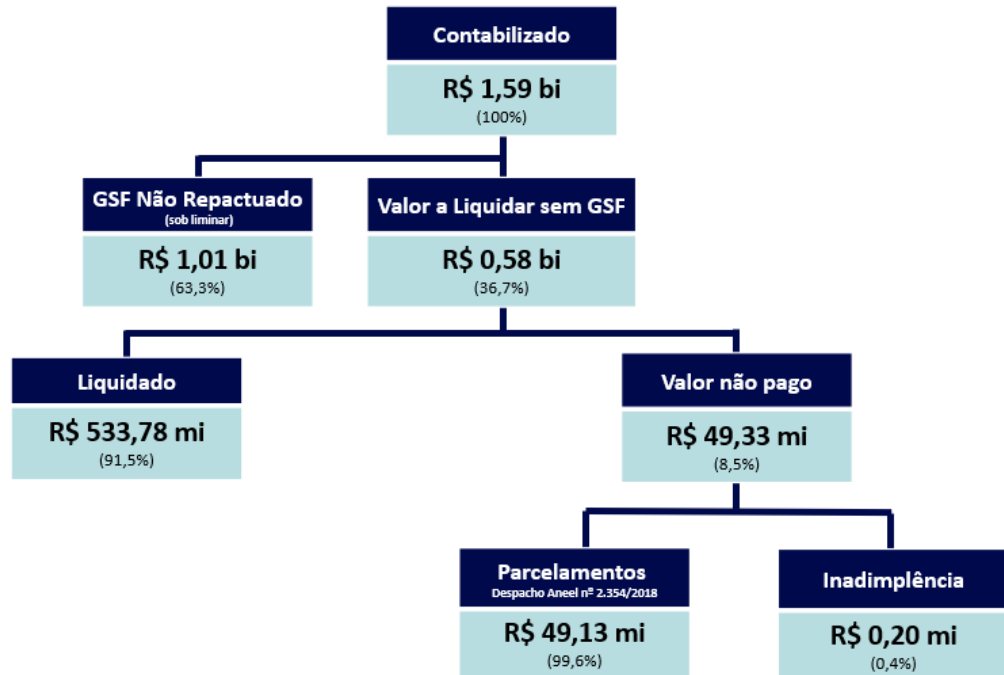 Contabilizado
R$ 1,59 bi
(100%)
GSF Não Repactuado
(sob liminar)
R$ 1,01 bi
(63,3%)
Valor a Liquidar sem GSF
R$ 0,58 bi
(36,7%)
Liquidado
R$ 533,78 mi
(91,5%)
Valor não pago
R$ 49,33 mi
(8,5%)
Parcelamentos
Despacho Aneel nº 2.354/2018
R$ 49,13 mi
(99,6%)
Inadimplência
R$ 0,20 mi
(0,4%)